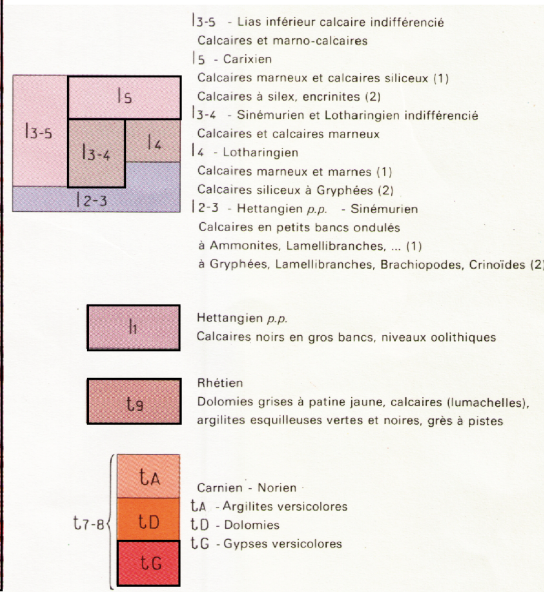 l3-5 - Lias inférieur calcaire indifférencié
Calcaires et marno-calcaires
l5 - Carixien
Calcaires marneux et calcaires siliceux (1)
Calcaires à silex, encrinites (2)
l3-4 - Sinémurien et Lotharingien indifférencié
Calcaires et calcaires marneux
l4 - Lotharingien
Calcaires marneux et marnes (1)
Calcaires siliceux à Gryphées (2)
l2-3 - Hettangien p.p. - Sinémurien
Calcaires en petits bancs ondulés
à Ammonites, Lamellibranches, ... (1)
à Gryphées, Lamellibranches, Brachiopodes, Crinoïdes (2)
l5
l3-5
l3-4
l4
l2-3
l1
Hettangien p.p.
Calcaires noirs en gros bancs, niveaux oolithiques
t9
Rhétien
Dolomies grises à patine jaune, calcaires (lumachelles),
argilites esquilleuses vertes et noires, grès à pistes
t7-8
tA
tD
tG
Carnien - Norien
tA - Argilites versicolores
tD - Dolomies
tG - Gypses versicolores